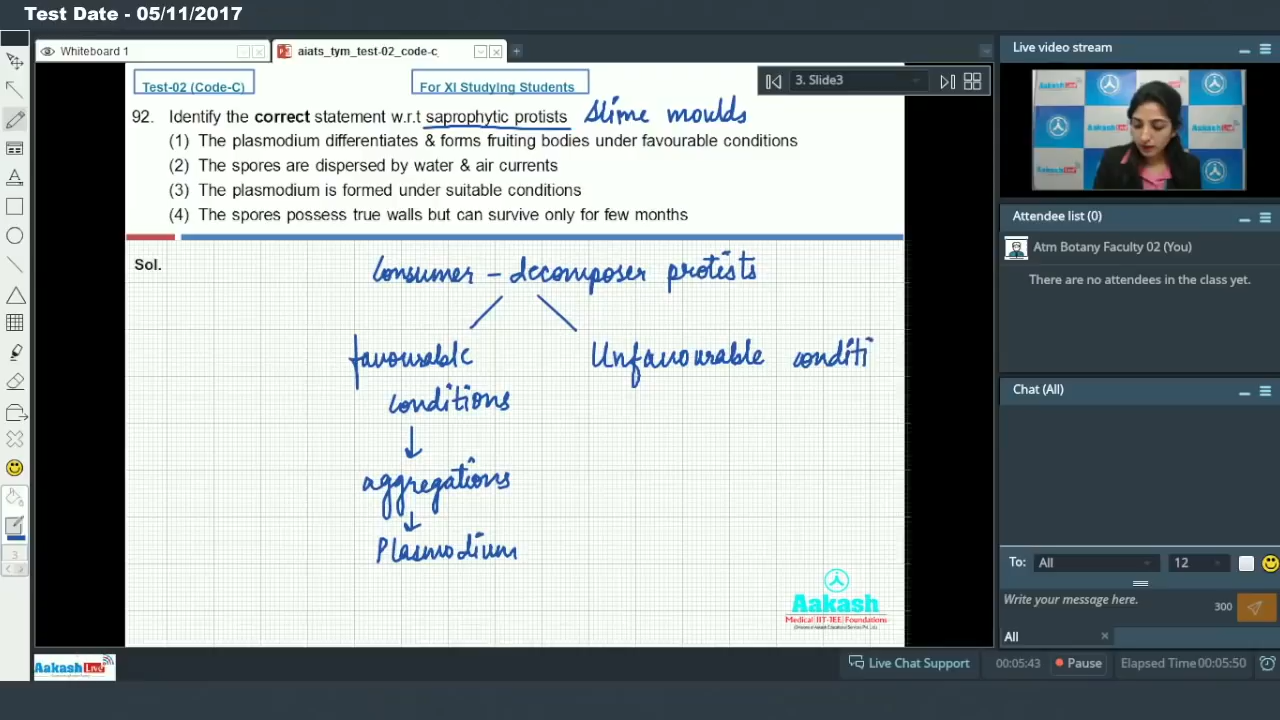 Test Date - 05/11/2017
Whiteboard 1
aiats_tym_test-02_code-c
Test-02 (Code-C)
For XI Studying Students
3. Slide3
92. Identify the correct statement w.r.t saprophytic protists Slime moulds
(1) The plasmodium differentiates & forms fruiting bodies under favourable conditions
(2) The spores are dispersed by water & air currents
(3) The plasmodium is formed under suitable conditions
(4) The spores possess true walls but can survive only for few months
Sol.
Consumer - decomposer protists
favourable
conditions
aggregations
Plasmodium
Unfavourable conditi
Aakash
Medical|IIT-JEE|Foundations
Live video stream
Attendee list (0)
Atm Botany Faculty 02 (You)
There are no attendees in the class yet.
Chat (All)
To: All 12
Write your message here.
300
All
3
Aakash Live
Live Chat Support
00:05:43
Pause
Elapsed Time 00:05:50